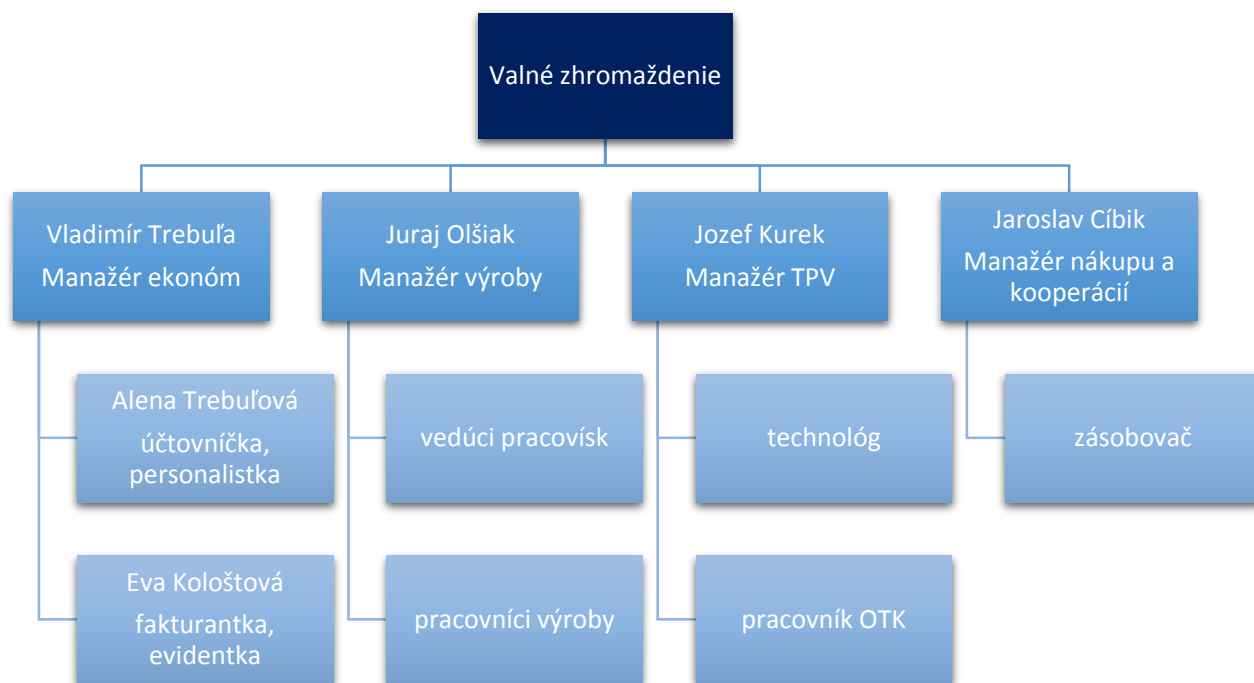 Valné zhromaždenie
Vladimír Trebuľa
Manažér ekonóm
Juraj Olšiak
Manažér výroby
Jozef Kurek
Manažér TPV
Jaroslav Cíbik
Manažér nákupu a
kooperácií
Alena Trebuľová
účtovníčka,
personalistka
vedúci pracovísk
technológ
zásobovač
Eva Kološtová
fakturantka,
evidentka
pracovníci výroby
pracovník OTK